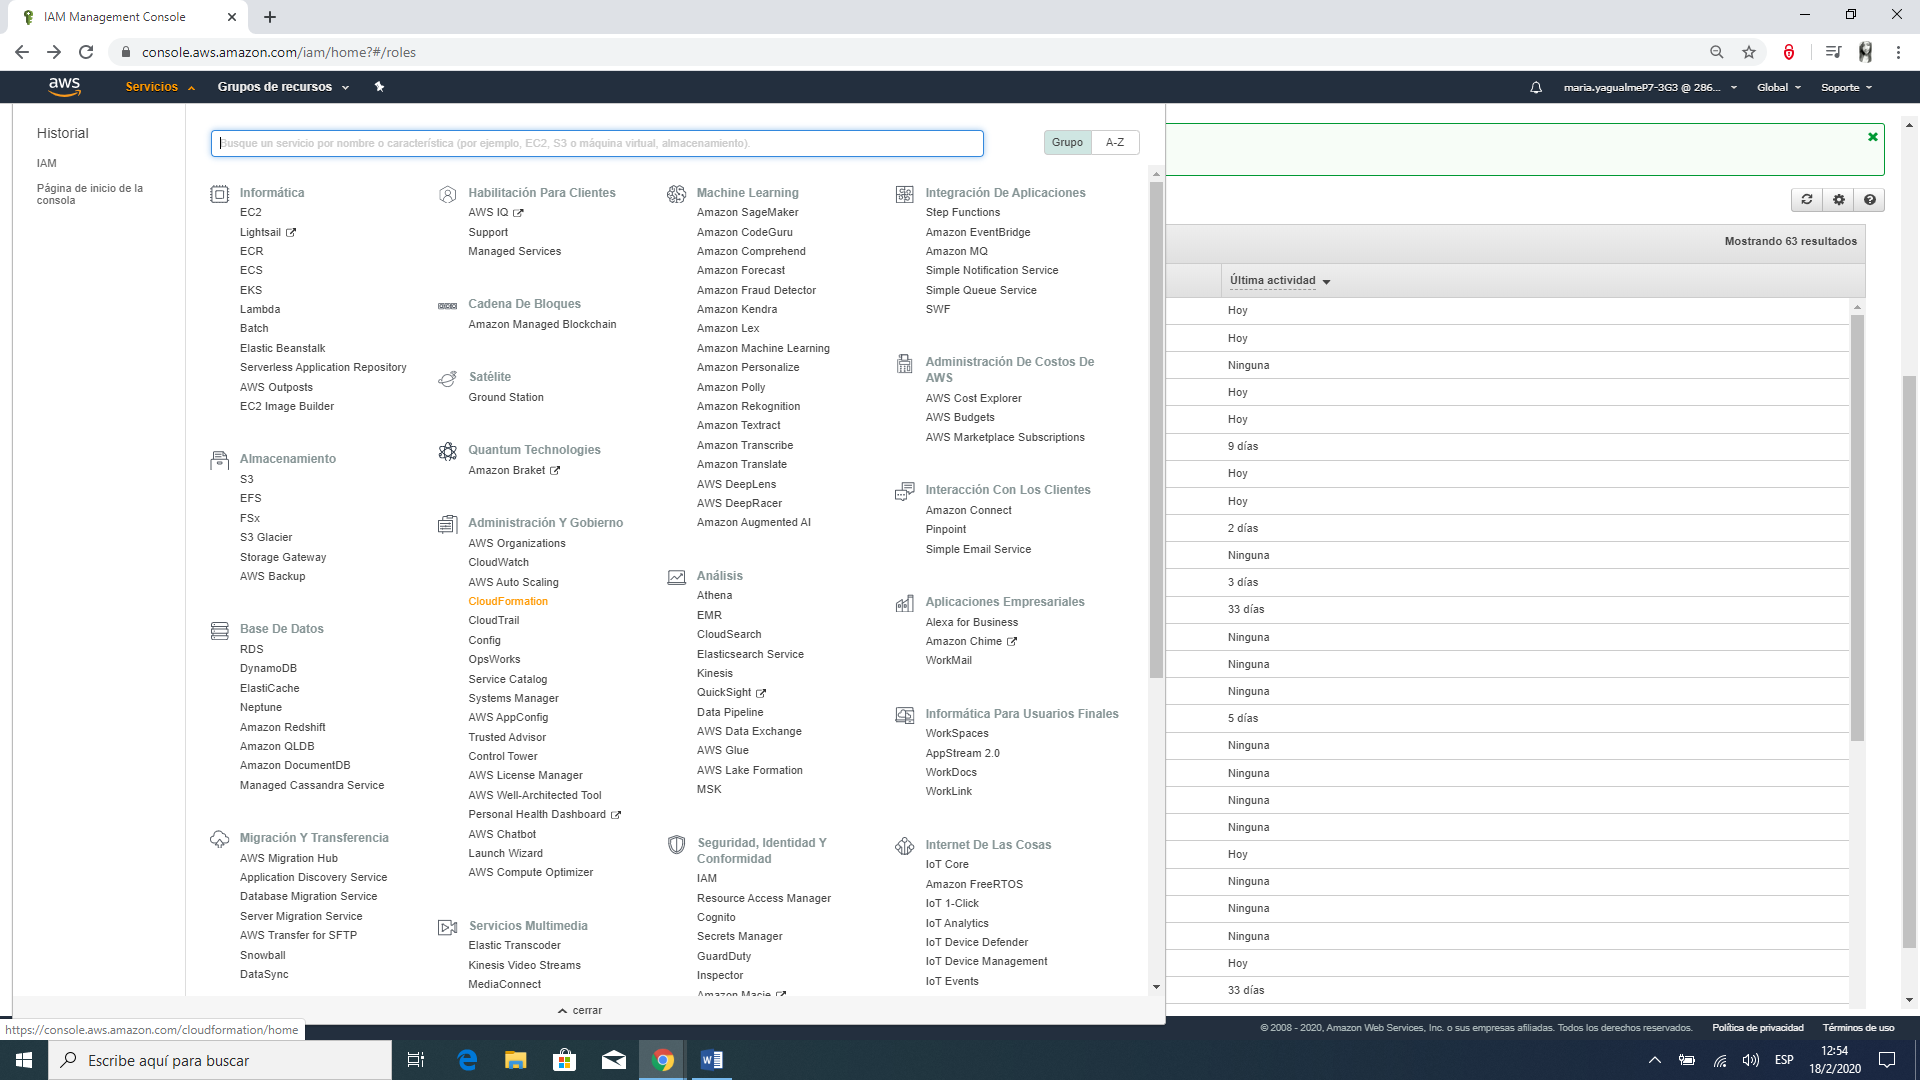 IAM Management Console
console.aws.amazon.com/iam/home?#/roles
aws
Servicios
Grupos de recursos
maria.yagualmeP7-3G3 @ 286...
Global
Soporte
Historial
IAM
Página de inicio de la
consola
Busque un servicio por nombre o característica (por ejemplo, EC2, S3 o máquina virtual, almacenamiento).
Grupo
A-Z
Informática
EC2
Lightsail
ECR
ECS
EKS
Lambda
Batch
Elastic Beanstalk
Serverless Application Repository
AWS Outposts
EC2 Image Builder
Almacenamiento
S3
EFS
FSx
S3 Glacier
Storage Gateway
AWS Backup
Base De Datos
RDS
DynamoDB
ElastiCache
Neptune
Amazon Redshift
Amazon QLDB
Amazon DocumentDB
Managed Cassandra Service
Migración Y Transferencia
AWS Migration Hub
Application Discovery Service
Database Migration Service
Server Migration Service
AWS Transfer for SFTP
Snowball
DataSync
Habilitación Para Clientes
AWS IQ
Support
Managed Services
Cadena De Bloques
Amazon Managed Blockchain
Satélite
Ground Station
Quantum Technologies
Amazon Braket
Administración Y Gobierno
AWS Organizations
CloudWatch
AWS Auto Scaling
CloudFormation
CloudTrail
Config
OpsWorks
Service Catalog
Systems Manager
AWS AppConfig
Trusted Advisor
Control Tower
AWS License Manager
AWS Well-Architected Tool
Personal Health Dashboard
AWS Chatbot
Launch Wizard
AWS Compute Optimizer
Servicios Multimedia
Elastic Transcoder
Kinesis Video Streams
MediaConnect
Machine Learning
Amazon SageMaker
Amazon CodeGuru
Amazon Comprehend
Amazon Forecast
Amazon Fraud Detector
Amazon Kendra
Amazon Lex
Amazon Machine Learning
Amazon Personalize
Amazon Polly
Amazon Rekognition
Amazon Textract
Amazon Transcribe
Amazon Translate
AWS DeepLens
AWS DeepRacer
Amazon Augmented AI
Análisis
Athena
EMR
CloudSearch
Elasticsearch Service
Kinesis
QuickSight
Data Pipeline
AWS Data Exchange
AWS Glue
AWS Lake Formation
MSK
Seguridad, Identidad Y
Conformidad
IAM
Resource Access Manager
Cognito
Secrets Manager
GuardDuty
Inspector
Amazon Macie
Integración De Aplicaciones
Step Functions
Amazon EventBridge
Amazon MQ
Simple Notification Service
Simple Queue Service
SWF
Administración De Costos De
AWS
AWS Cost Explorer
AWS Budgets
AWS Marketplace Subscriptions
Interacción Con Los Clientes
Amazon Connect
Pinpoint
Simple Email Service
Aplicaciones Empresariales
Alexa for Business
Amazon Chime
WorkMail
Informática Para Usuarios Finales
WorkSpaces
AppStream 2.0
WorkDocs
WorkLink
Internet De Las Cosas
IoT Core
Amazon FreeRTOS
IoT 1-Click
IoT Analytics
IoT Device Defender
IoT Device Management
IoT Events
cerrar
Mostrando 63 resultados
Última actividad
Hoy
Hoy
Ninguna
Hoy
Hoy
9 días
Hoy
Hoy
2 días
Ninguna
3 días
33 días
Ninguna
Ninguna
Ninguna
5 días
Ninguna
Ninguna
Ninguna
Ninguna
Hoy
Ninguna
Ninguna
Ninguna
Hoy
33 días
https://console.aws.amazon.com/cloudformation/home
© 2008 - 2020, Amazon Web Services, Inc. o sus empresas afiliadas. Todos los derechos reservados.
Política de privacidad
Términos de uso
Escribe aquí para buscar
ESP
12:54
18/2/2020